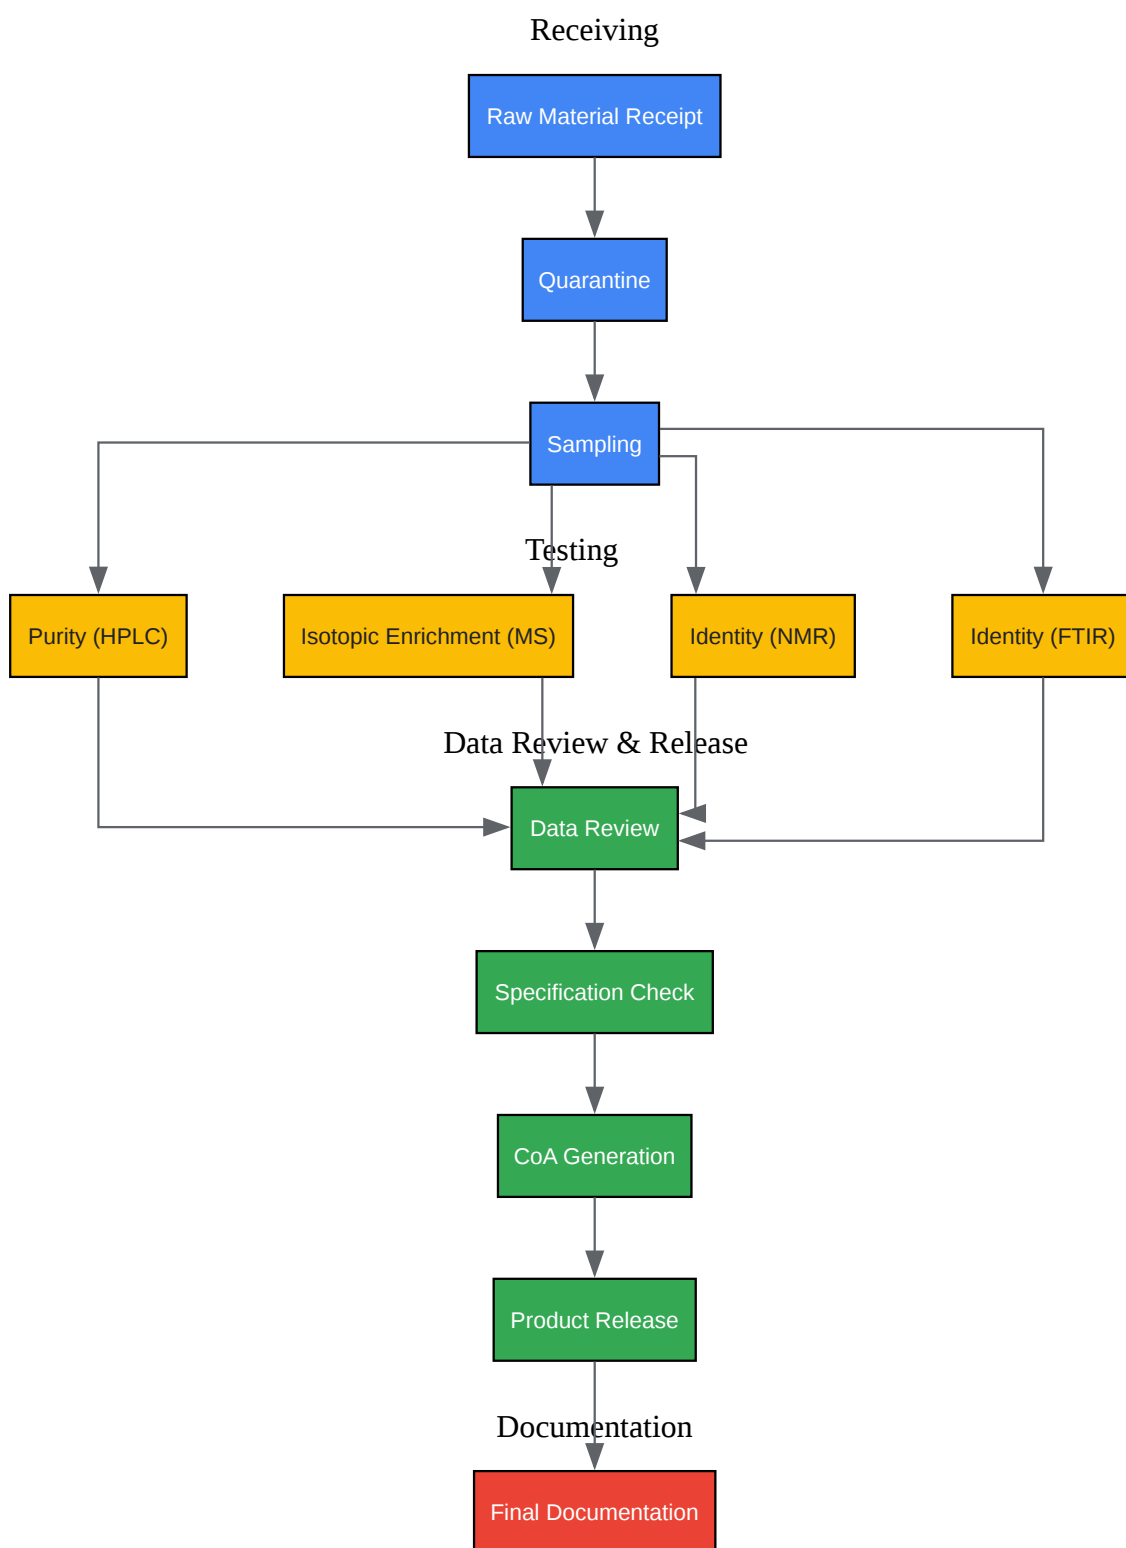 Receiving
Raw Material Receipt
Quarantine
Sampling
Testing
Purity (HPLC)
Isotopic Enrichment (MS)
Identity (NMR)
Identity (FTIR)
Data Review & Release
Data Review
Specification Check
CoA Generation
Product Release
Documentation
Final Documentation